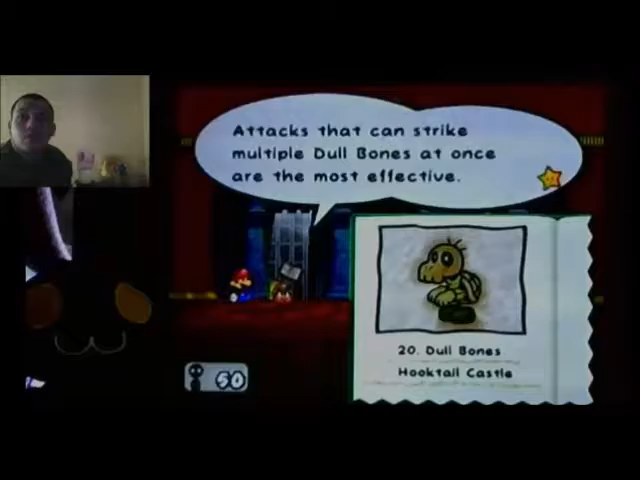 Attacks that can strike
multiple Dull Bones at once
are the most effective.
20. Dull Bones
Hooktail Castle
50